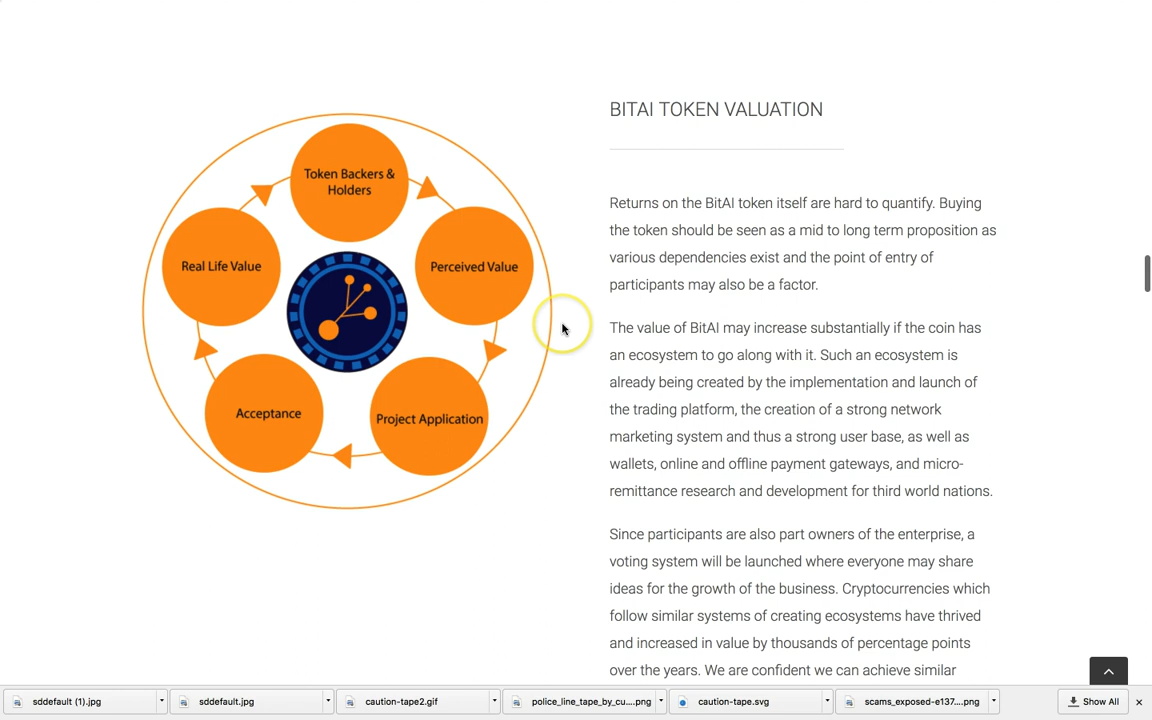 BITAI TOKEN VALUATION
Token Backers &
Holders
Real Life Value
Perceived Value
Acceptance
Project Application
Returns on the BitAI token itself are hard to quantify. Buying
the token should be seen as a mid to long term proposition as
various dependencies exist and the point of entry of
participants may also be a factor.
The value of BitAI may increase substantially if the coin has
an ecosystem to go along with it. Such an ecosystem is
already being created by the implementation and launch of
the trading platform, the creation of a strong network
marketing system and thus a strong user base, as well as
wallets, online and offline payment gateways, and micro-
remittance research and development for third world nations.
Since participants are also part owners of the enterprise, a
voting system will be launched where everyone may share
ideas for the growth of the business. Cryptocurrencies which
follow similar systems of creating ecosystems have thrived
and increased in value by thousands of percentage points
over the years. We are confident we can achieve similar
sddefault (1).jpg
sddefault.jpg
caution-tape2.gif
police_line_tape_by_cu....png
caution-tape.svg
scams_exposed-e137....png
Show All